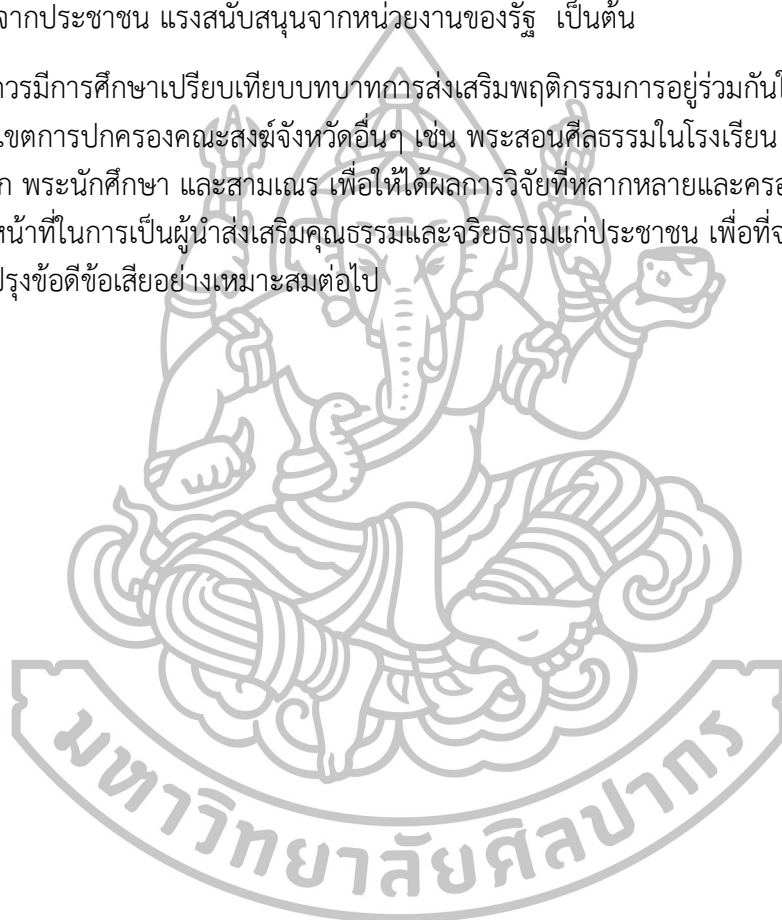 จากประชาชน แรงสนับสนุนจากหน่วยงานของรัฐ เป็นต้น
ควรมีการศึกษาเปรียบเทียบบทบาทการส่งเสริมพฤติกรรมการอยู่ร่วมกันใ
เขตการปกครองคณะสงฆ์จังหวัดอื่นๆ เช่น พระสอนศีลธรรมในโรงเรียน
ก พระนักศึกษา และสามเณร เพื่อให้ได้ผลการวิจัยที่หลากหลายและครอ
หน้าที่ในการเป็นผู้นำส่งเสริมคุณธรรมและจริยธรรมแก่ประชาชน เพื่อที่จ
ปรุงข้อดีข้อเสียอย่างเหมาะสมต่อไป
มหาวิทยาลัยศิลปากร